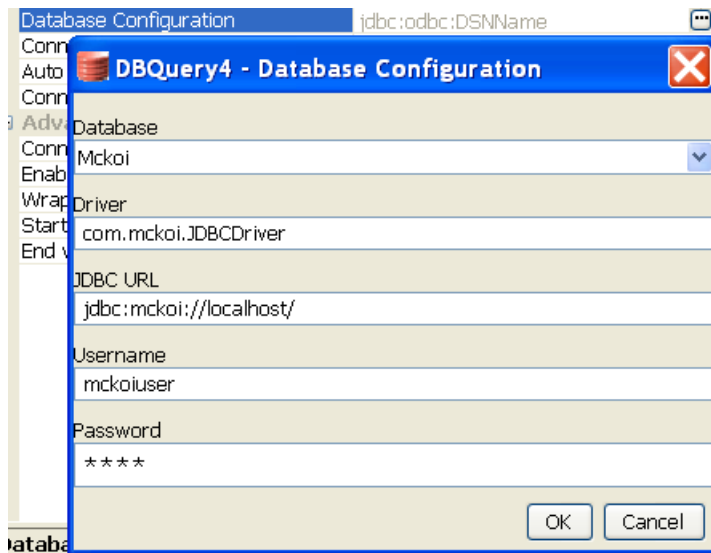 Database Configuration jdbc:odbc:DSNName
Conn
DBQuery4 - Database Configuration
Auto
Conn
Adva
Database
Conn
Mckoi
Enab
Wrap
Driver
Start
com.mckoi.JDBCDriver
End v
JDBC URL
jdbc:mckoi://localhost/
Username
mckoiuser
Password
****
OK Cancel
Databa